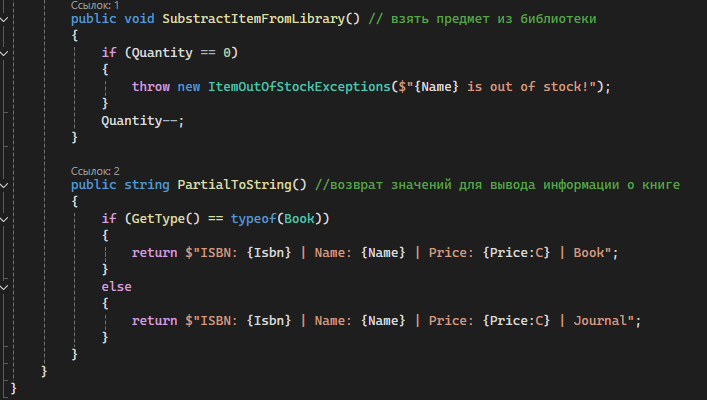 Ссылок: 1
public void SubstractItemFromLibrary() // взять предмет из библиотеки
{
if (Quantity == 0)
{
throw new ItemOutOfStockExceptions($"{Name} is out of stock!");
}
Quantity--;
}
Ссылок: 2
public string PartialToString() //возврат значений для вывода информации о книге
{
if (GetType() == typeof(Book))
{
return $"ISBN: {Isbn} | Name: {Name} | Price: {Price:C} | Book";
}
else
{
return $"ISBN: {Isbn} | Name: {Name} | Price: {Price:C} | Journal";
}
}
}
}